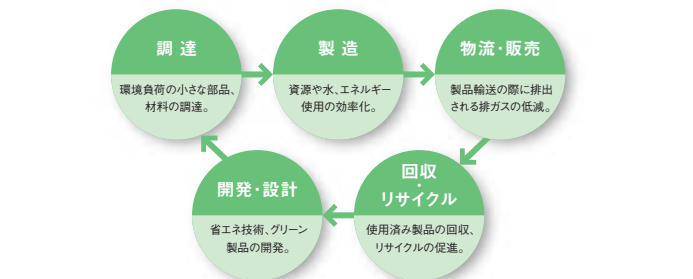 調達
環境負荷の小さな部品、
材料の調達。
製造
資源や水、エネルギー
使用の効率化。
物流・販売
製品輸送の際に排出
される排ガスの低減。
回収
・
リサイクル
使用済み製品の回収、
リサイクルの促進。
開発・設計
省エネ技術、グリーン
製品の開発。